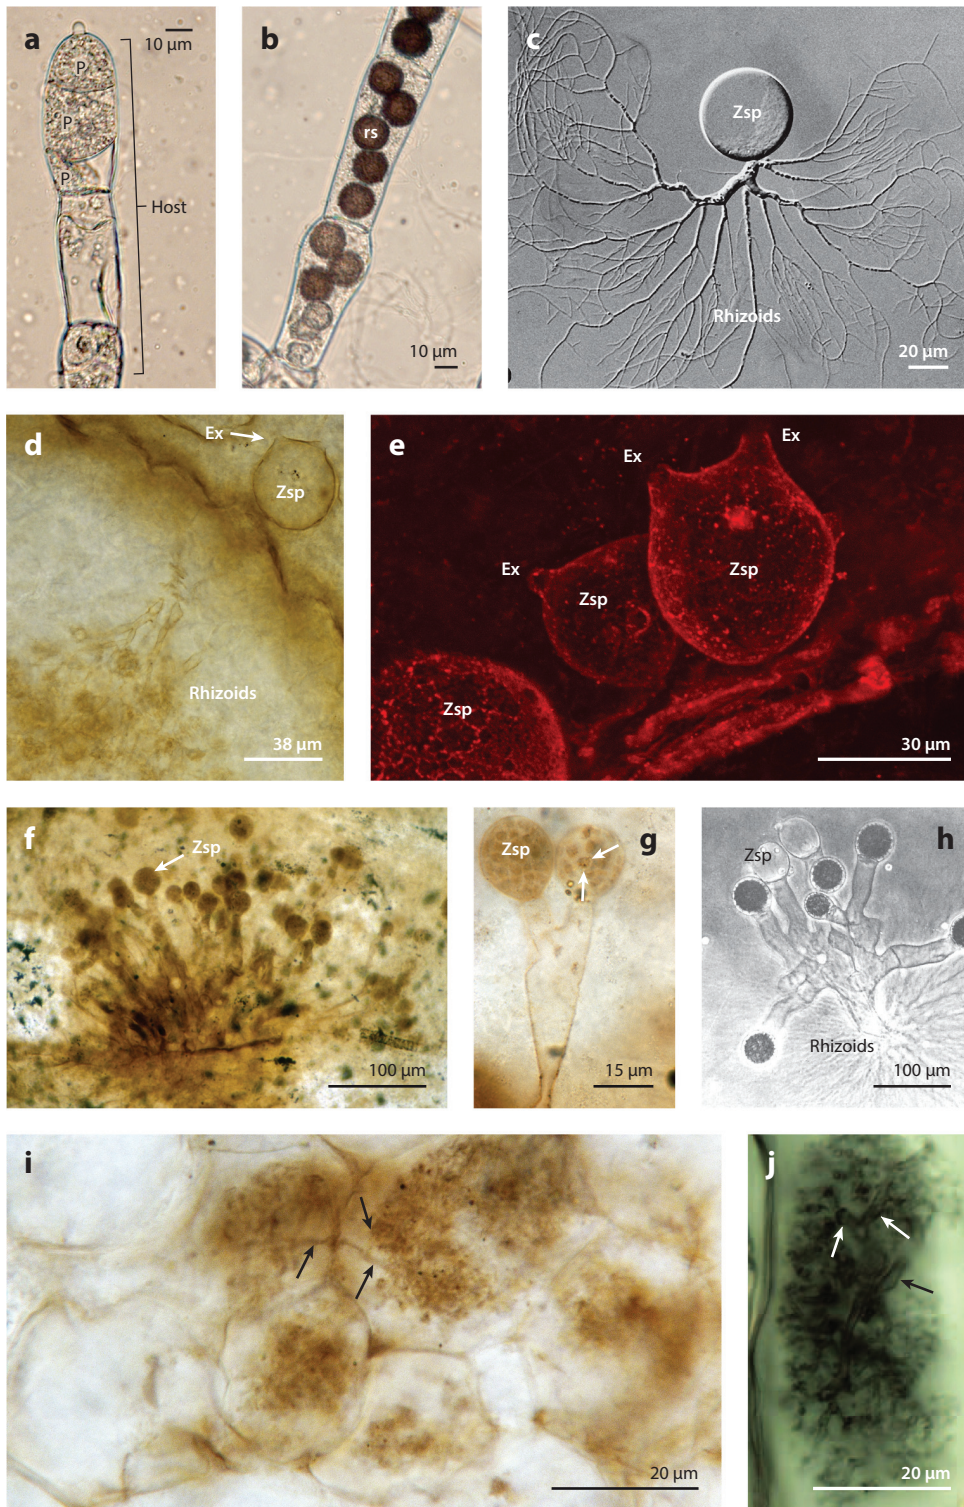 a
10 µm
P
P
P
Host
b
rs
10 µm
c
Zsp
Rhizoids
20 µm
d
Ex
Zsp
Rhizoids
38 µm
e
Ex
Ex
Ex
Zsp
Zsp
Zsp
30 µm
f
Zsp
100 µm
g
Zsp
15 µm
h
Zsp
Rhizoids
100 µm
i
20 µm
j
20 µm